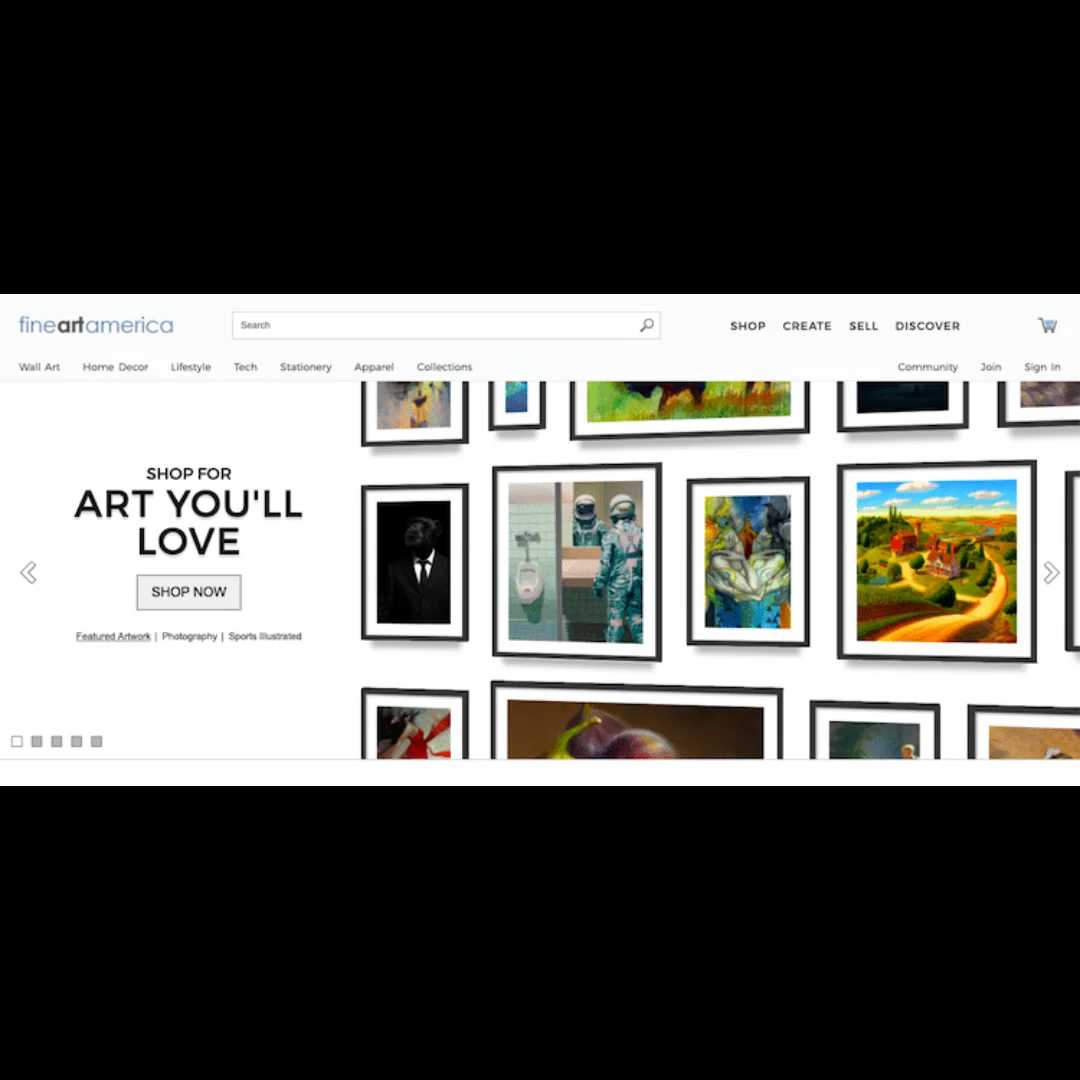 fineartamerica
Search
SHOP CREATE SELL DISCOVER
Wall Art Home Decor Lifestyle Tech Stationery Apparel Collections
Community Join Sign In
SHOP FOR
ART YOU'LL
LOVE
SHOP NOW
Featured Artwork | Photography | Sports Illustrated